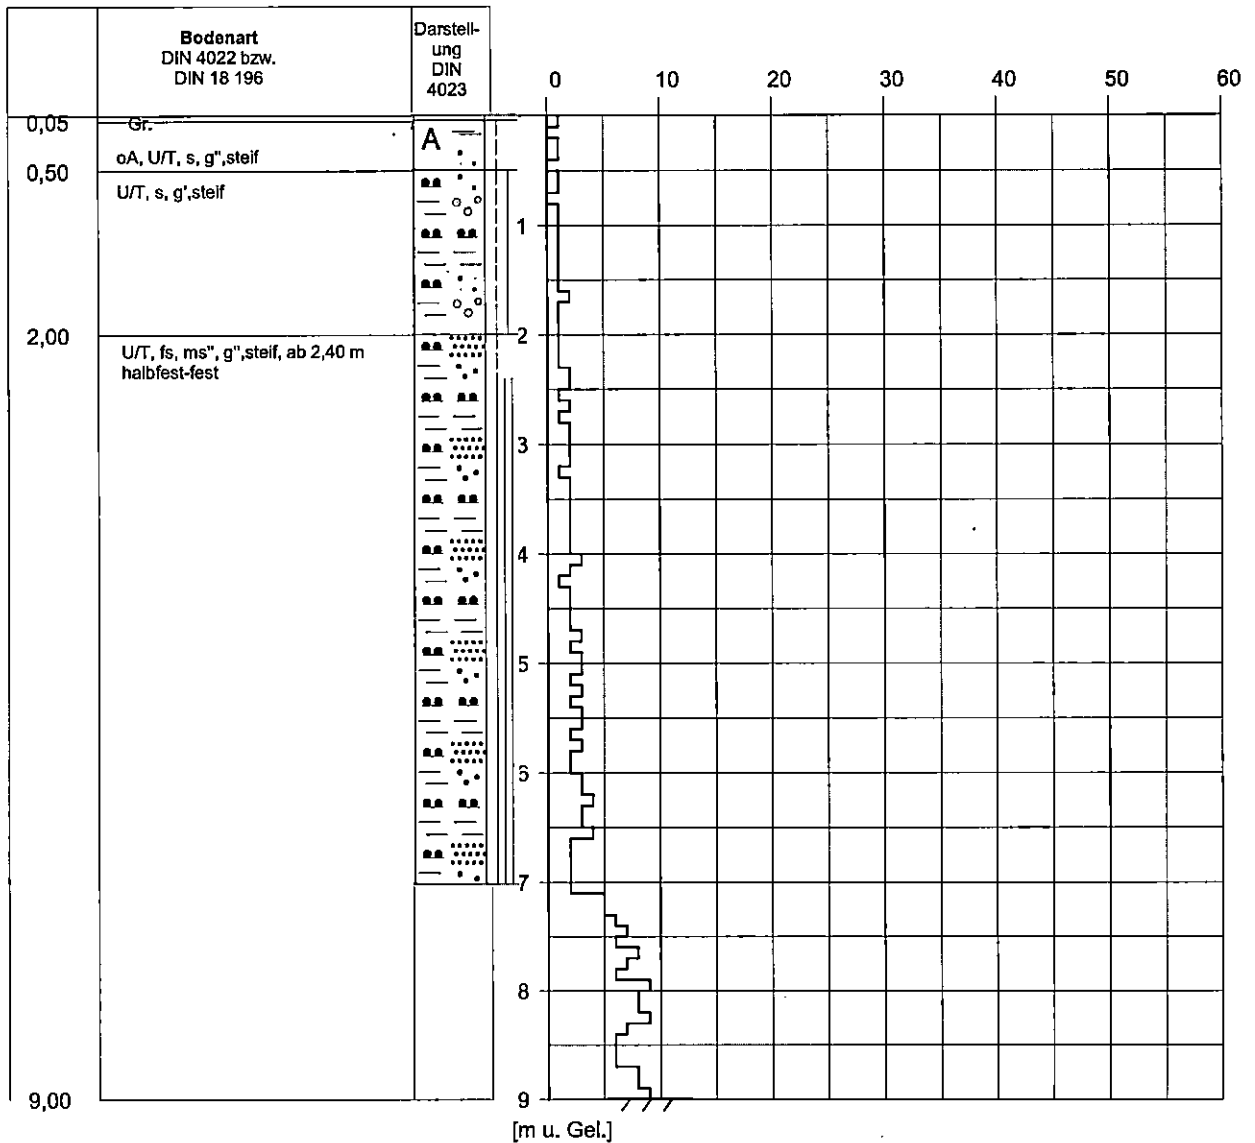 Bodenart
DIN 4022 bzw.
DIN 18 196
Darstell-
ung
DIN
4023
0 10 20 30 40 50 60
0,05 Gr.
A
oA, U/T, s, g",steif
0,50
U/T, s, g',steif
1
2,00
2
U/T, fs, ms", g",steif, ab 2,40 m
halbfest-fest
3
4
5
6
7
8
9,00
9
[m u. Gel.]